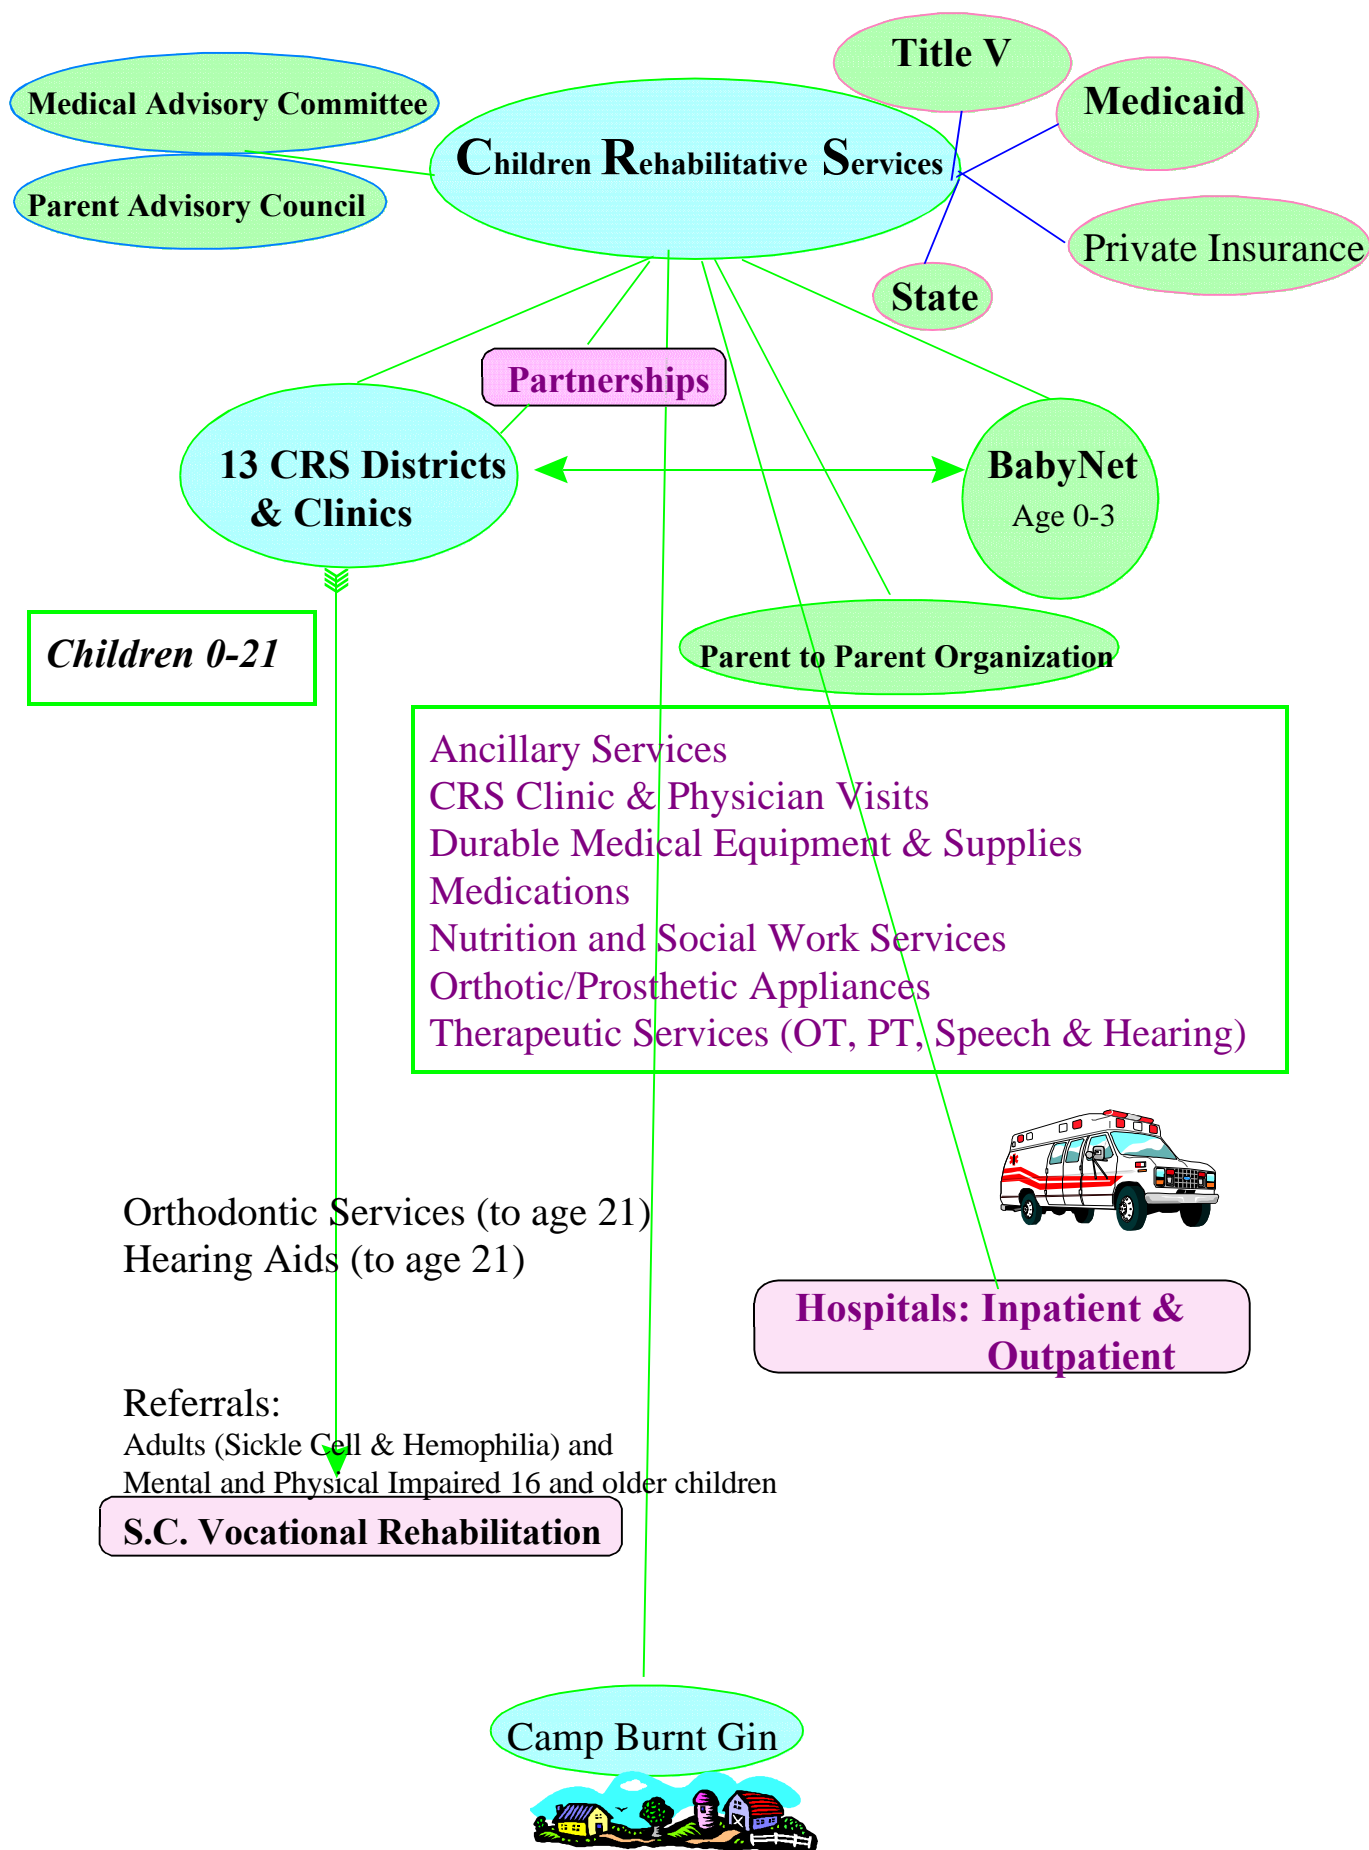 Title V
Medical Advisory Committee
Medicaid
Children Rehabilitative Services
Parent Advisory Council
Private Insurance
State
Partnerships
13 CRS Districts
& Clinics
BabyNet
Age 0-3
Children 0-21
Parent to Parent Organization
Ancillary Services
CRS Clinic & Physician Visits
Durable Medical Equipment & Supplies
Medications
Nutrition and Social Work Services
Orthotic/Prosthetic Appliances
Therapeutic Services (OT, PT, Speech & Hearing)
Orthodontic Services (to age 21)
Hearing Aids (to age 21)
Hospitals: Inpatient &
Outpatient
Referrals:
Adults (Sickle Cell & Hemophilia) and
Mental and Physical Impaired 16 and older children
S.C. Vocational Rehabilitation
Camp Burnt Gin